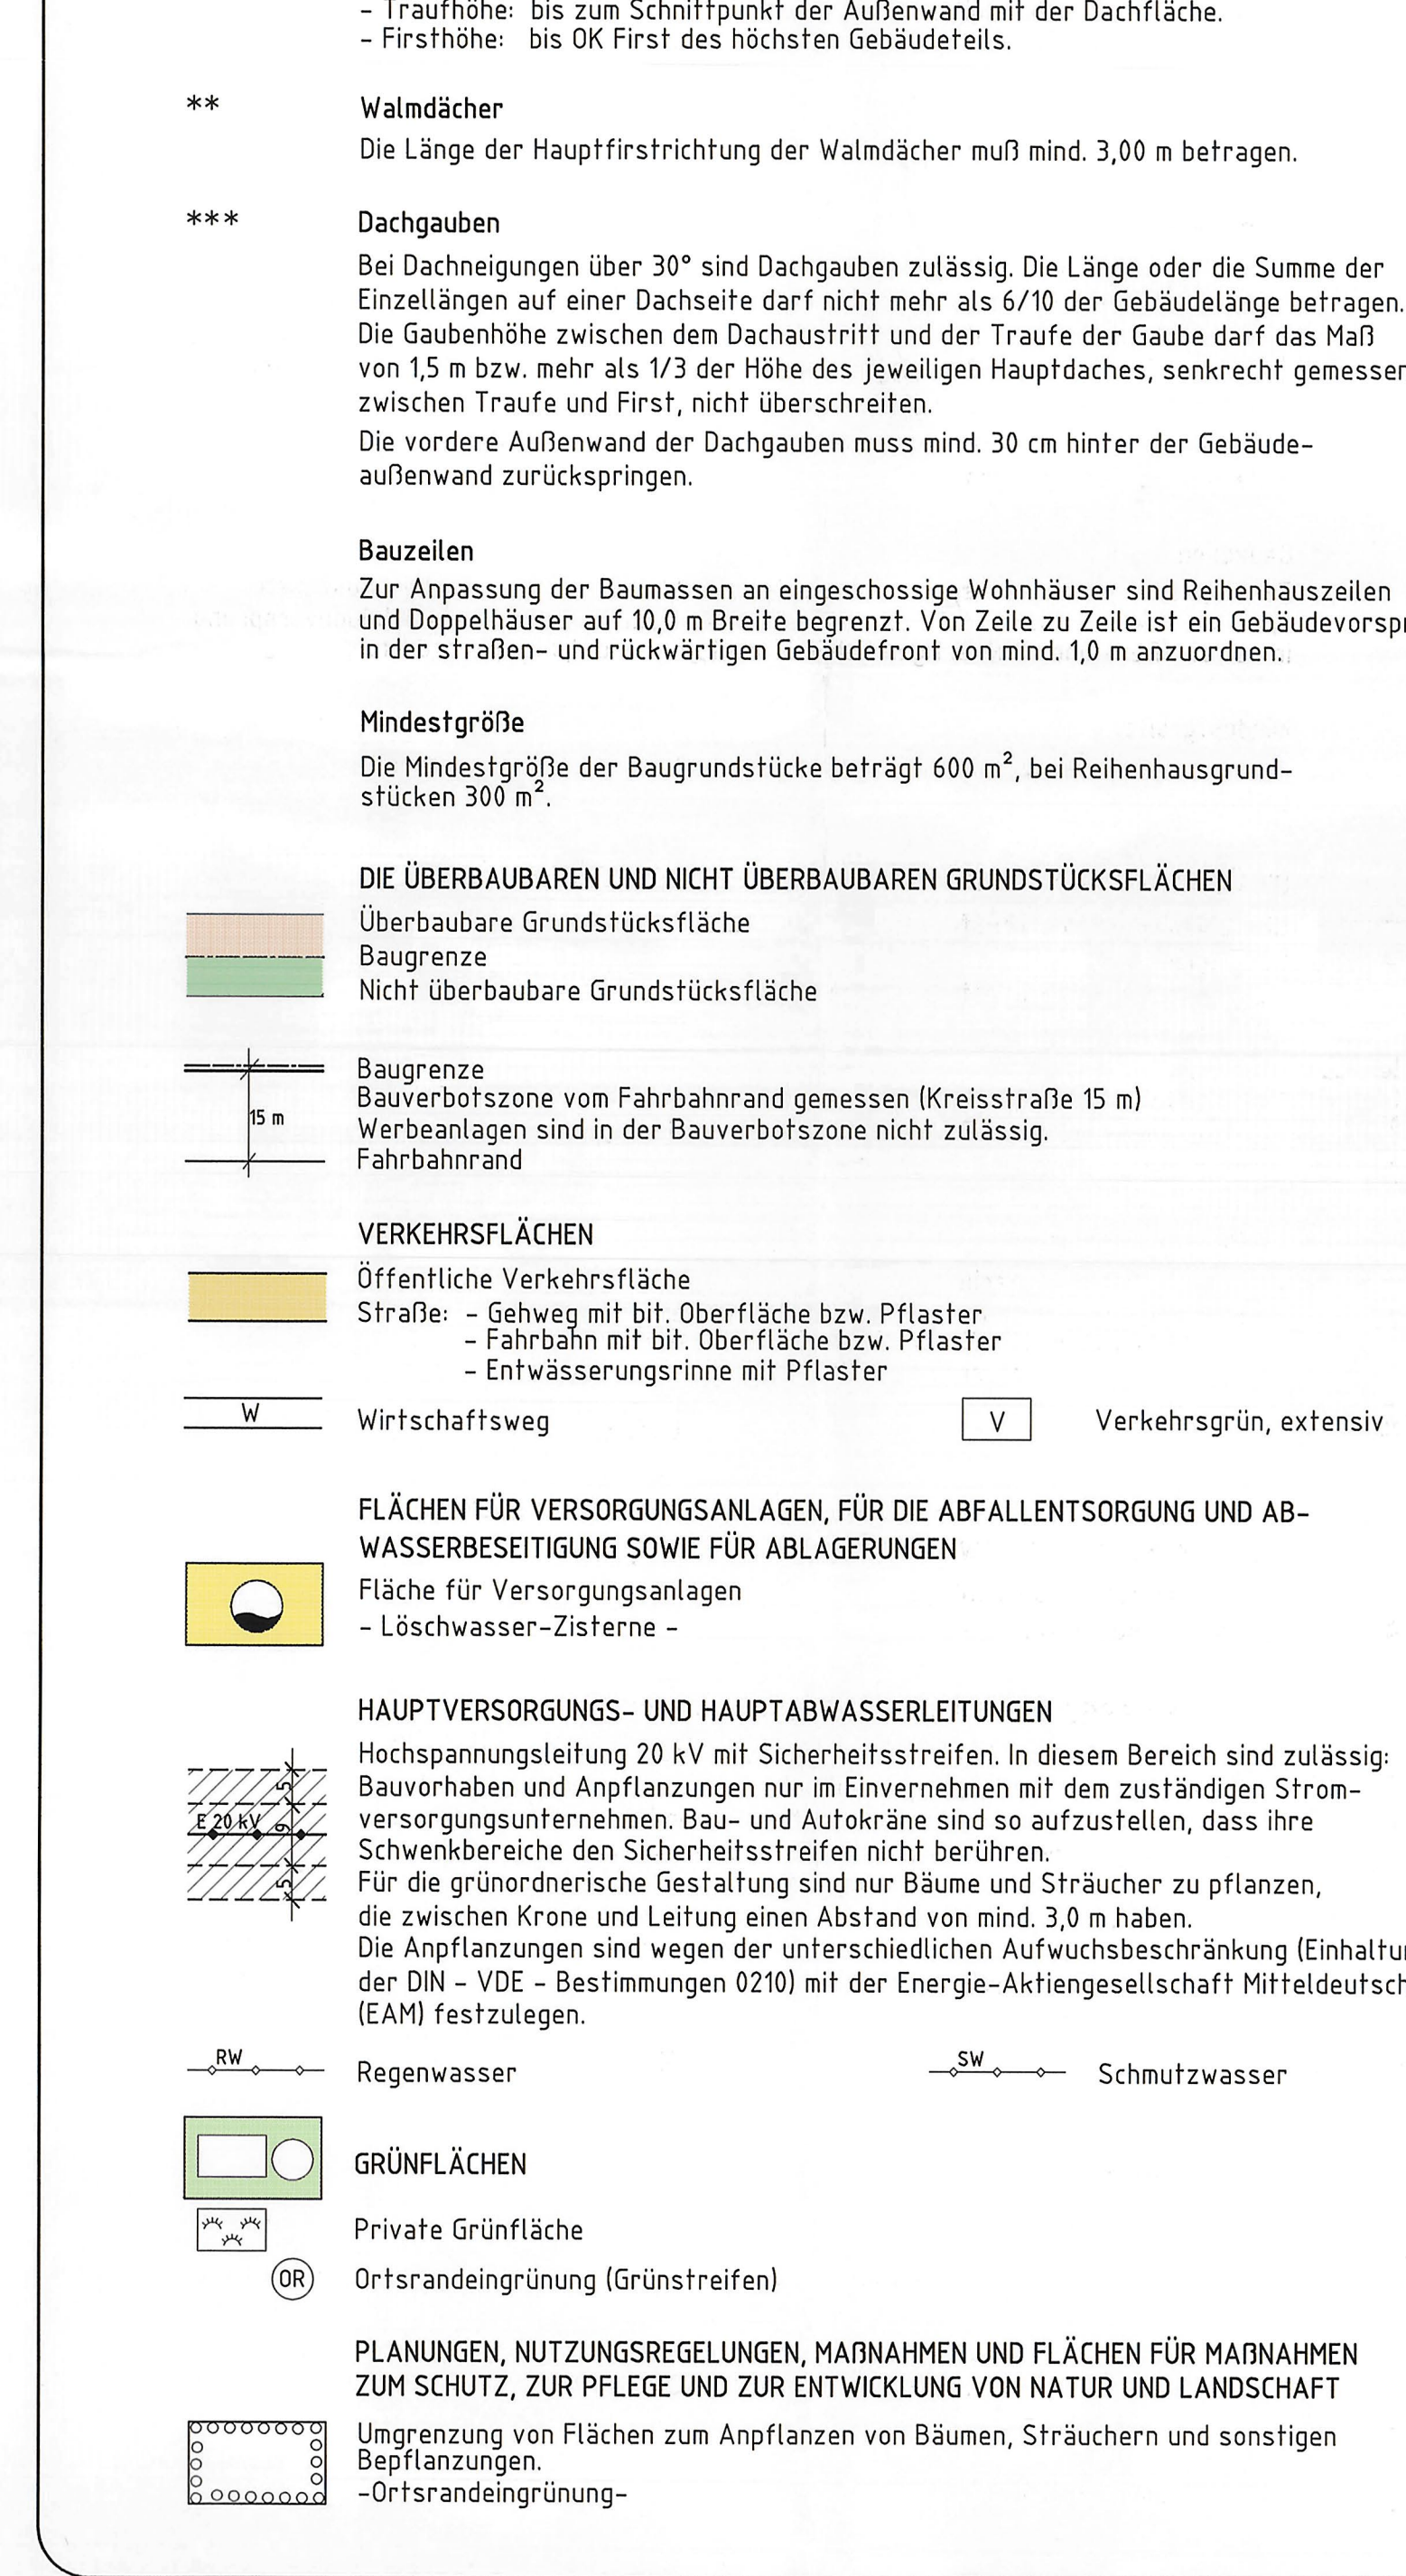 - Traufhöhe: bis zum Schnittpunkt der Außenwand mit der Dachfläche.
- Firsthöhe: bis OK First des höchsten Gebäudeteils.
** Walmdächer
Die Länge der Hauptfirstrichtung der Walmdächer muß mind. 3,00 m betragen.
*** Dachgauben
Bei Dachneigungen über 30° sind Dachgauben zulässig. Die Länge oder die Summe der
Einzellängen auf einer Dachseite darf nicht mehr als 6/10 der Gebäudelänge betragen.
Die Gaubenhöhe zwischen dem Dachaustritt und der Traufe der Gaube darf das Maß
von 1,5 m bzw. mehr als 1/3 der Höhe des jeweiligen Hauptdaches, senkrecht gemessen
zwischen Traufe und First, nicht überschreiten.
Die vordere Außenwand der Dachgauben muss mind. 30 cm hinter der Gebäude-
außenwand zurückspringen.
Bauzeilen
Zur Anpassung der Baumassen an eingeschossige Wohnhäuser sind Reihenhauszeilen
und Doppelhäuser auf 10,0 m Breite begrenzt. Von Zeile zu Zeile ist ein Gebäudevorspr
in der straßen- und rückwärtigen Gebäudefront von mind. 1,0 m anzuordnen.
Mindestgröße
Die Mindestgröße der Baugrundstücke beträgt 600 m², bei Reihenhausgrund-
stücken 300 m².
DIE ÜBERBAUBAREN UND NICHT ÜBERBAUBAREN GRUNDSTÜCKSFLÄCHEN
Überbaubare Grundstücksfläche
Baugrenze
Nicht überbaubare Grundstücksfläche
Baugrenze
Bauverbotszone vom Fahrbahnrand gemessen (Kreisstraße 15 m)
15 m
Werbeanlagen sind in der Bauverbotszone nicht zulässig.
Fahrbahnrand
VERKEHRSFLÄCHEN
Öffentliche Verkehrsfläche
Straße: - Gehweg mit bit. Oberfläche bzw. Pflaster
- Fahrbahn mit bit. Oberfläche bzw. Pflaster
- Entwässerungsrinne mit Pflaster
W Wirtschaftsweg V Verkehrsgrün, extensiv
FLÄCHEN FÜR VERSORGUNGSANLAGEN, FÜR DIE ABFALLENTSORGUNG UND AB-
WASSERBESEITIGUNG SOWIE FÜR ABLAGERUNGEN
Fläche für Versorgungsanlagen
- Löschwasser-Zisterne -
HAUPTVERSORGUNGS- UND HAUPTABWASSERLEITUNGEN
Hochspannungsleitung 20 kV mit Sicherheitsstreifen. In diesem Bereich sind zulässig:
5 Bauvorhaben und Anpflanzungen nur im Einvernehmen mit dem zuständigen Strom-
E 20 kV 9 versorgungsunternehmen. Bau- und Autokräne sind so aufzustellen, dass ihre
Schwenkbereiche den Sicherheitsstreifen nicht berühren.
5 Für die grünordnerische Gestaltung sind nur Bäume und Sträucher zu pflanzen,
die zwischen Krone und Leitung einen Abstand von mind. 3,0 m haben.
Die Anpflanzungen sind wegen der unterschiedlichen Aufwuchsbeschränkung (Einhaltu
der DIN - VDE - Bestimmungen 0210) mit der Energie-Aktiengesellschaft Mitteldeutsch
(EAM) festzulegen.
RW Regenwasser SW Schmutzwasser
GRÜNFLÄCHEN
Private Grünfläche
OR Ortsrandeingrünung (Grünstreifen)
PLANUNGEN, NUTZUNGSREGELUNGEN, MAßNAHMEN UND FLÄCHEN FÜR MAßNAHMEN
ZUM SCHUTZ, ZUR PFLEGE UND ZUR ENTWICKLUNG VON NATUR UND LANDSCHAFT
Umgrenzung von Flächen zum Anpflanzen von Bäumen, Sträuchern und sonstigen
Bepflanzungen.
-Ortsrandeingrünung-